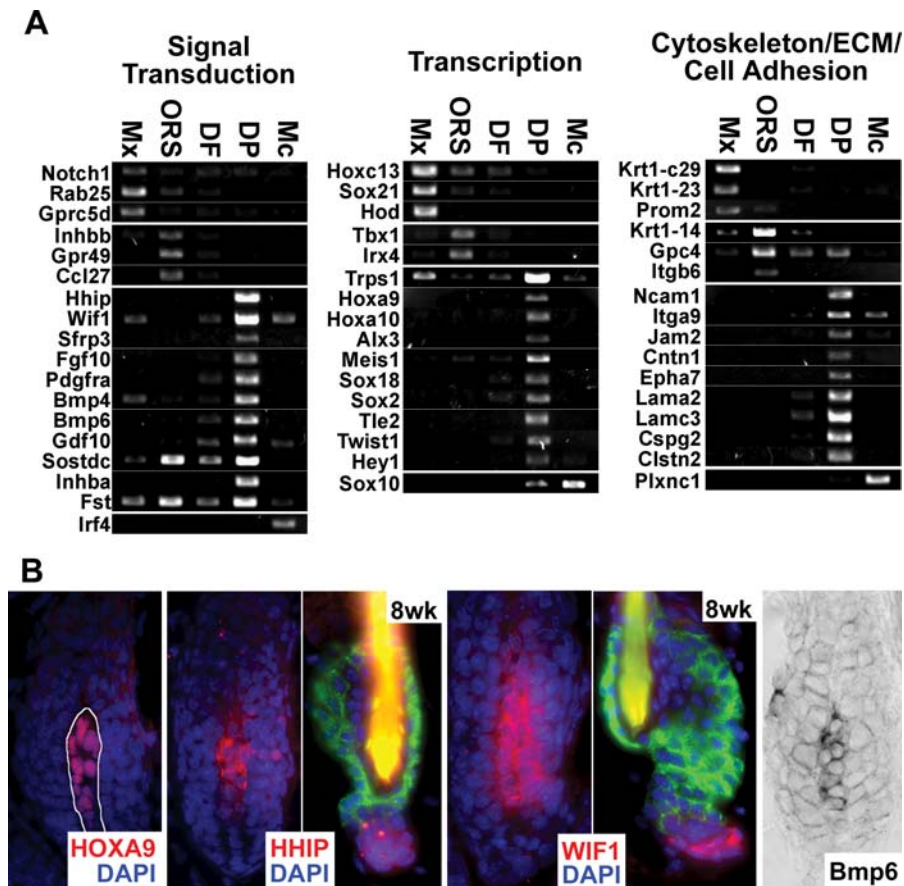 A
Signal
Transduction
Mx ORS DF DP Mc
Notch1
Rab25
Gprc5d
Inhbb
Gpr49
Ccl27
Hhip
Wif1
Sfrp3
Fgf10
Pdgfra
Bmp4
Bmp6
Gdf10
Sostdc
Inhba
Fst
Irf4
Transcription
Mx ORS DF DP Mc
Hoxc13
Sox21
Hod
Tbx1
Irx4
Trps1
Hoxa9
Hoxa10
Alx3
Meis1
Sox18
Sox2
Tle2
Twist1
Hey1
Sox10
Cytoskeleton/ECM/
Cell Adhesion
Mx ORS DF DP Mc
Krt1-c29
Krt1-23
Prom2
Krt1-14
Gpc4
Itgb6
Ncam1
Itga9
Jam2
Cntn1
Epha7
Lama2
Lamc3
Cspg2
Clstn2
Plxnc1
B
HOXA9
DAPI
HHIP
DAPI
8wk
WIF1
DAPI
8wk
Bmp6